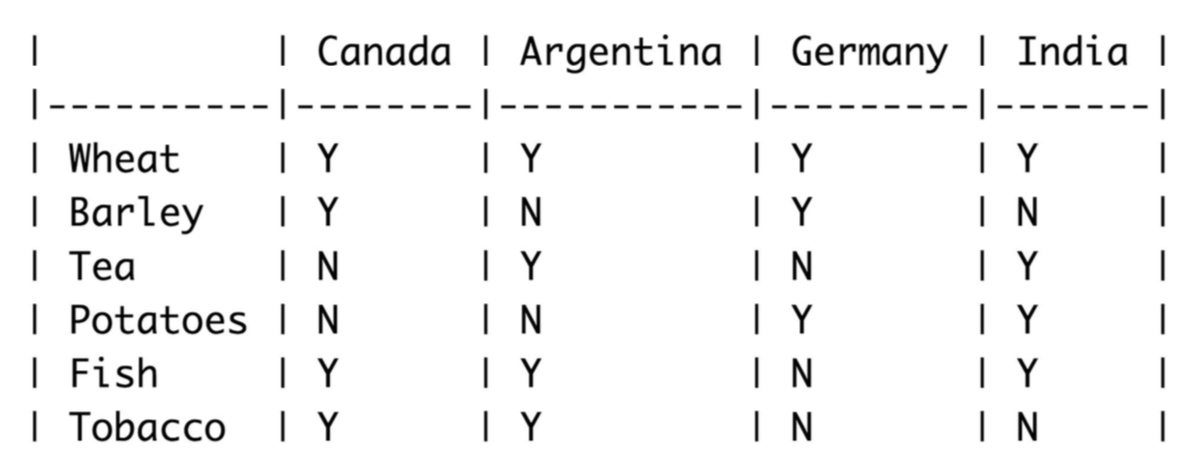 |          | Canada | Argentina | Germany | India |
|----------|--------|-----------|---------|-------|
| Wheat    | Y      | Y         | Y       | Y     |
| Barley   | Y      | N         | Y       | N     |
| Tea      | N      | Y         | N       | Y     |
| Potatoes | N      | N         | Y       | Y     |
| Fish     | Y      | Y         | N       | Y     |
| Tobacco  | Y      | Y         | N       | N     |